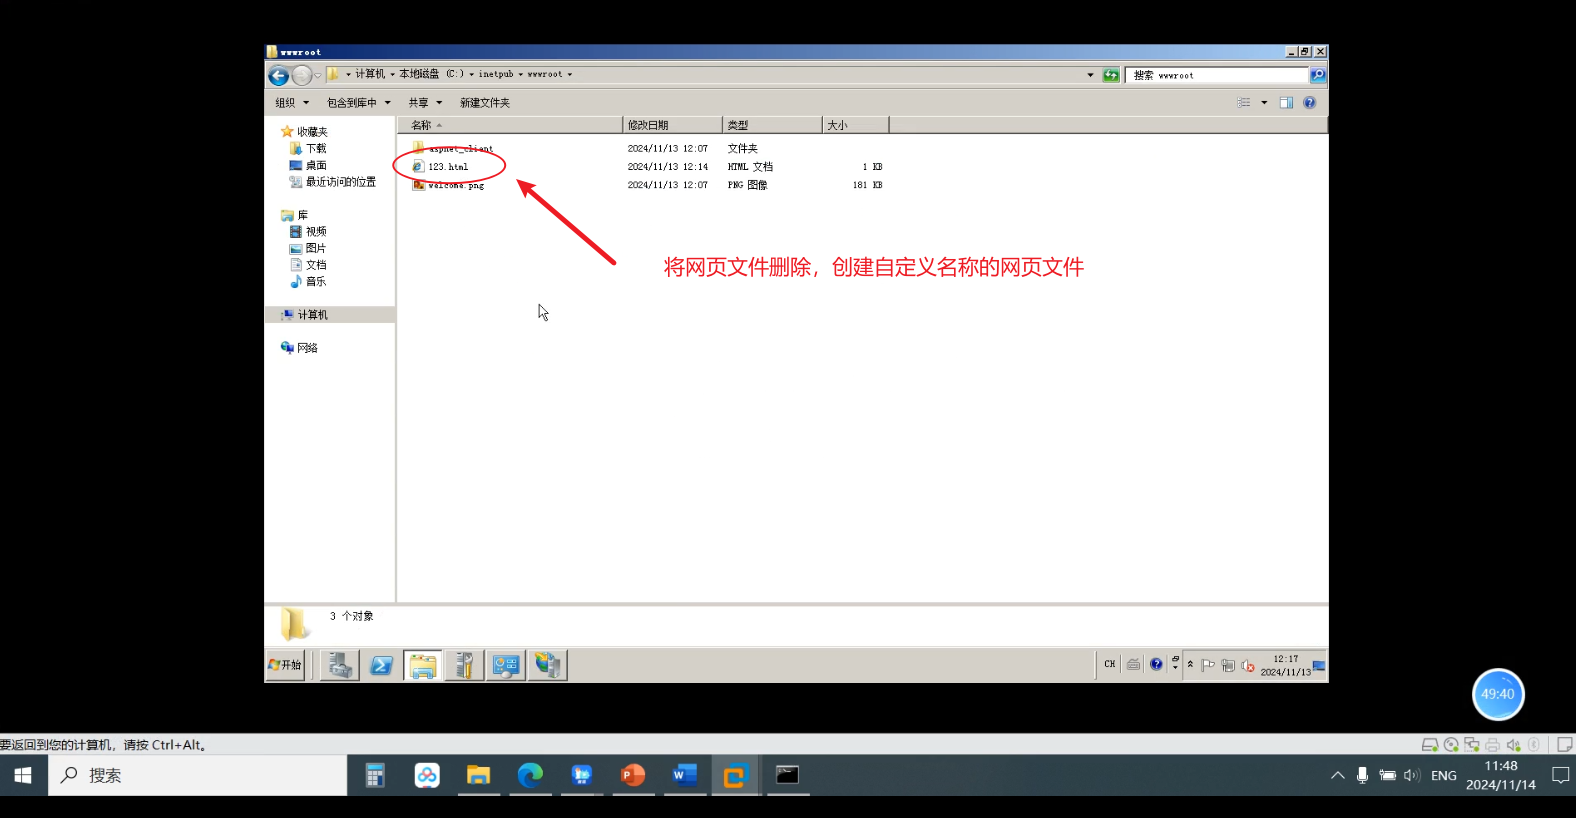 wwwroot
计算机 本地磁盘 (C:) inetpub wwwroot
搜索 wwwroot
组织 包含到库中 共享 新建文件夹
名称 修改日期 类型 大小
收藏夹
下载
桌面
最近访问的位置
库
视频
图片
文档
音乐
计算机
网络
aspnet_client 2024/11/13 12:07 文件夹
123.html 2024/11/13 12:14 HTML 文档 1 KB
welcome.png 2024/11/13 12:07 PNG 图像 181 KB
将网页文件删除，创建自定义名称的网页文件
3 个对象
开始
CH
12:17
2024/11/13
49:40
要返回到您的计算机，请按 Ctrl+Alt。
搜索
P
W
ENG
11:48
2024/11/14